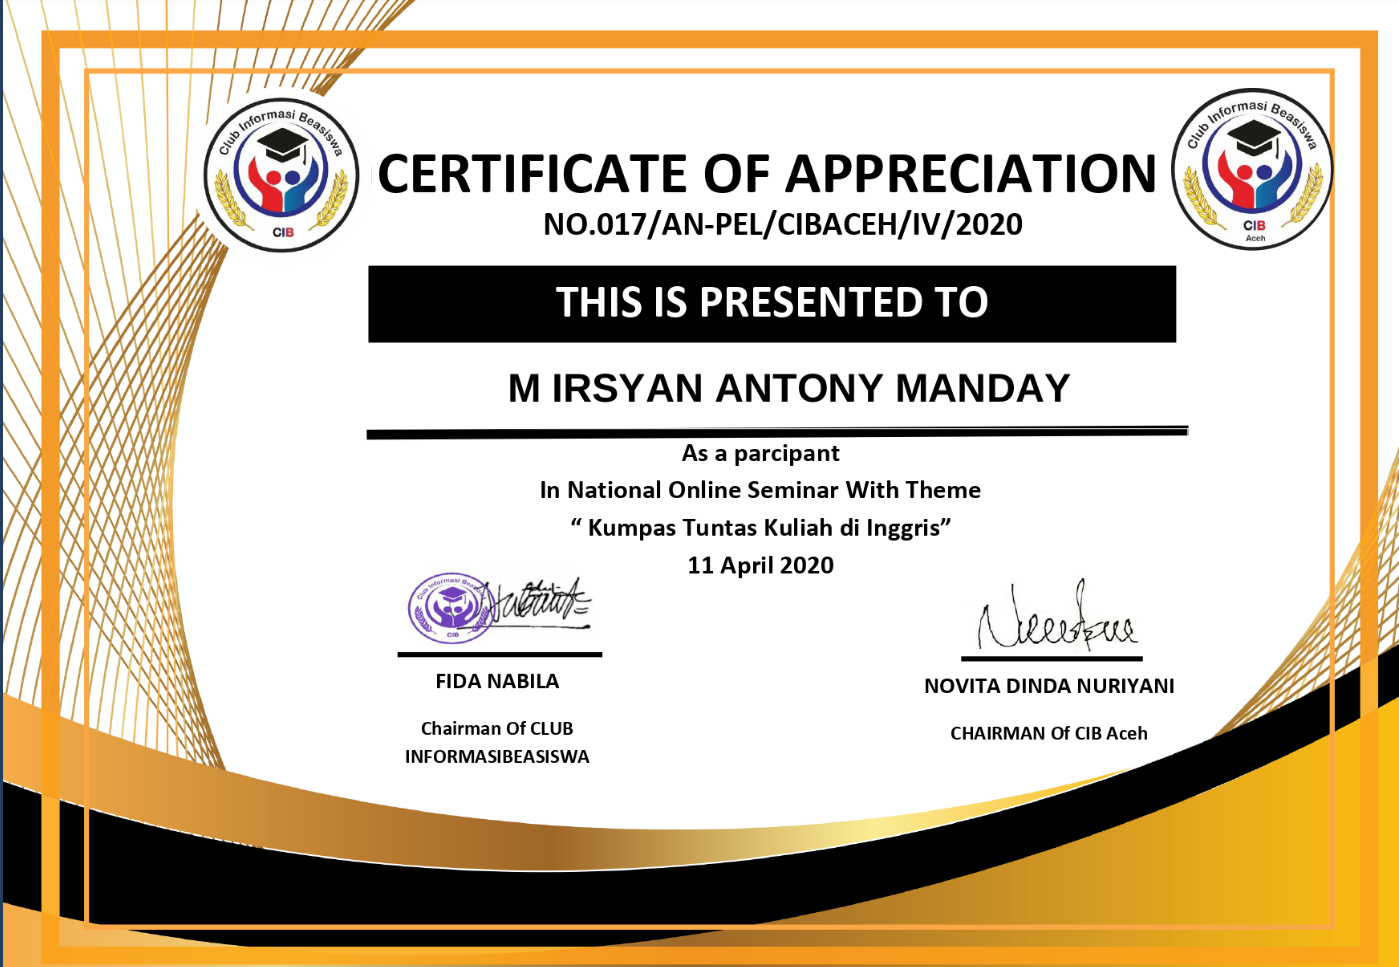 Club Informasi Beasiswa
CIB
Club Informasi Beasiswa
CIB
Aceh
CERTIFICATE OF APPRECIATION
NO.017/AN-PEL/CIBACEH/IV/2020
THIS IS PRESENTED TO
M IRSYAN ANTONY MANDAY
As a parcipant
In National Online Seminar With Theme
“ Kumpas Tuntas Kuliah di Inggris”
11 April 2020
Club Informasi Beasiswa
CIB
FIDA NABILA
Chairman Of CLUB
INFORMASIBEASISWA
NOVITA DINDA NURIYANI
CHAIRMAN Of CIB Aceh